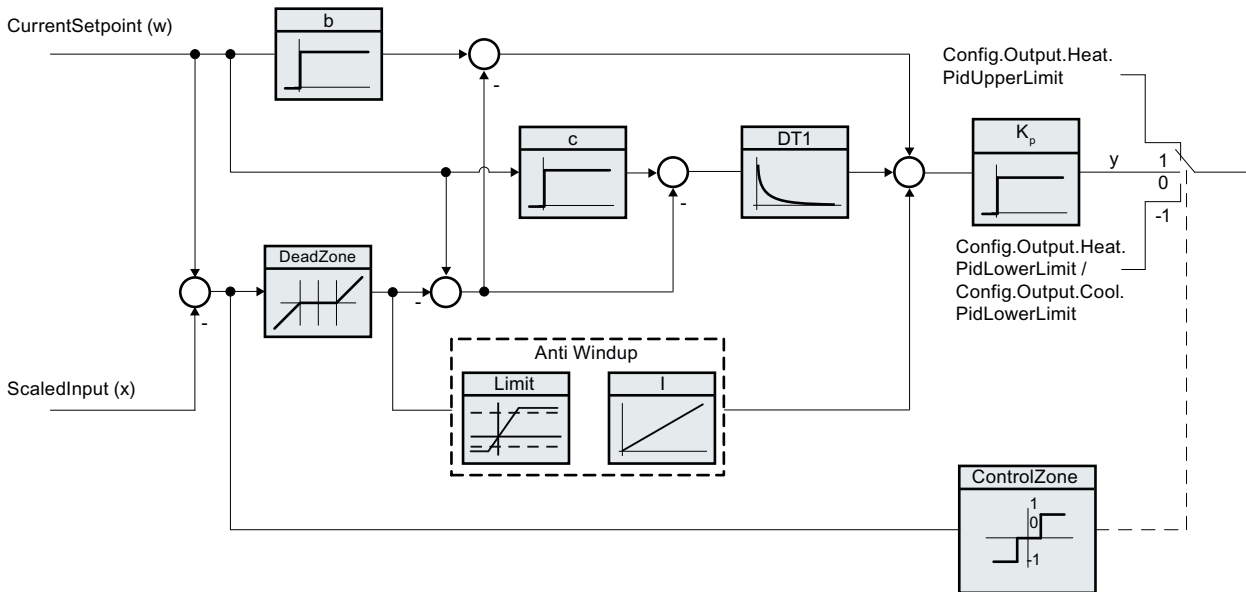 CurrentSetpoint (w)
b
-
Config.Output.Heat.
PidUpperLimit
c
-
DT1
Kp
y
1
0
-1
DeadZone
-
-
Config.Output.Heat.
PidLowerLimit /
Config.Output.Cool.
PidLowerLimit
Anti Windup
ScaledInput (x)
Limit
I
ControlZone
1
0
-1